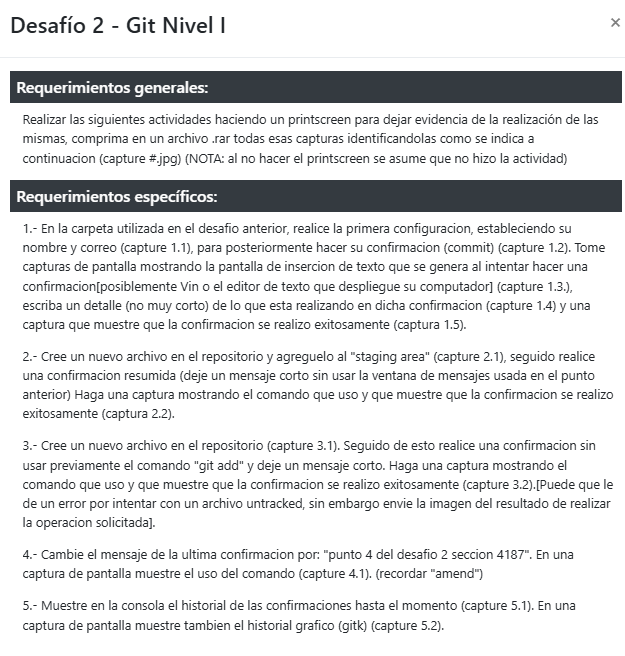 Desafío 2 - Git Nivel I
×
Requerimientos generales:
Realizar las siguientes actividades haciendo un printscreen para dejar evidencia de la realización de las
mismas, comprima en un archivo .rar todas esas capturas identificandolas como se indica a
continuacion (capture #.jpg) (NOTA: al no hacer el printscreen se asume que no hizo la actividad)
Requerimientos específicos:
1.- En la carpeta utilizada en el desafio anterior, realice la primera configuracion, estableciendo su
nombre y correo (capture 1.1), para posteriormente hacer su confirmacion (commit) (capture 1.2). Tome
capturas de pantalla mostrando la pantalla de insercion de texto que se genera al intentar hacer una
confirmacion[posiblemente Vin o el editor de texto que despliegue su computador] (capture 1.3.),
escriba un detalle (no muy corto) de lo que esta realizando en dicha confirmacion (capture 1.4) y una
captura que muestre que la confirmacion se realizo exitosamente (captura 1.5).
2.- Cree un nuevo archivo en el repositorio y agreguelo al "staging area" (capture 2.1), seguido realice
una confirmacion resumida (deje un mensaje corto sin usar la ventana de mensajes usada en el punto
anterior) Haga una captura mostrando el comando que uso y que muestre que la confirmacion se realizo
exitosamente (captura 2.2).
3.- Cree un nuevo archivo en el repositorio (capture 3.1). Seguido de esto realice una confirmacion sin
usar previamente el comando "git add" y deje un mensaje corto. Haga una captura mostrando el
comando que uso y que muestre que la confirmacion se realizo exitosamente (capture 3.2).[Puede que le
de un error por intentar con un archivo untracked, sin embargo envie la imagen del resultado de realizar
la operacion solicitada].
4.- Cambie el mensaje de la ultima confirmacion por: "punto 4 del desafio 2 seccion 4187". En una
captura de pantalla muestre el uso del comando (capture 4.1). (recordar "amend")
5.- Muestre en la consola el historial de las confirmaciones hasta el momento (capture 5.1). En una
captura de pantalla muestre tambien el historial grafico (gitk) (capture 5.2).